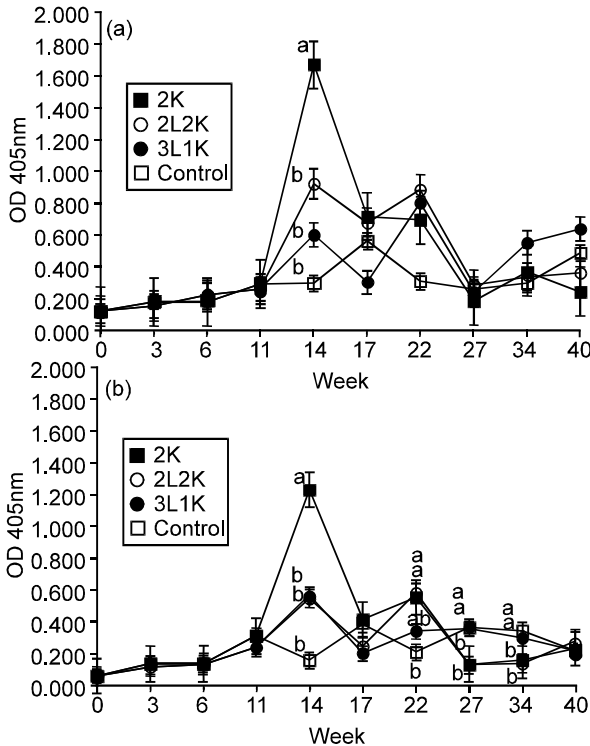 (a)
2.000
1.800
1.600
1.400
1.200
1.000
0.800
0.600
0.400
0.200
0.000
OD 405nm
2K
2L2K
3L1K
Control
a
b
b
b
0 3 6 11 14 17 22 27 34 40
Week
(b)
2.000
1.800
1.600
1.400
1.200
1.000
0.800
0.600
0.400
0.200
0.000
OD 405nm
2K
2L2K
3L1K
Control
a
b
b
b
a
a
ab
b
a
a
b
b
a
a
b
b
0 3 6 11 14 17 22 27 34 40
Week